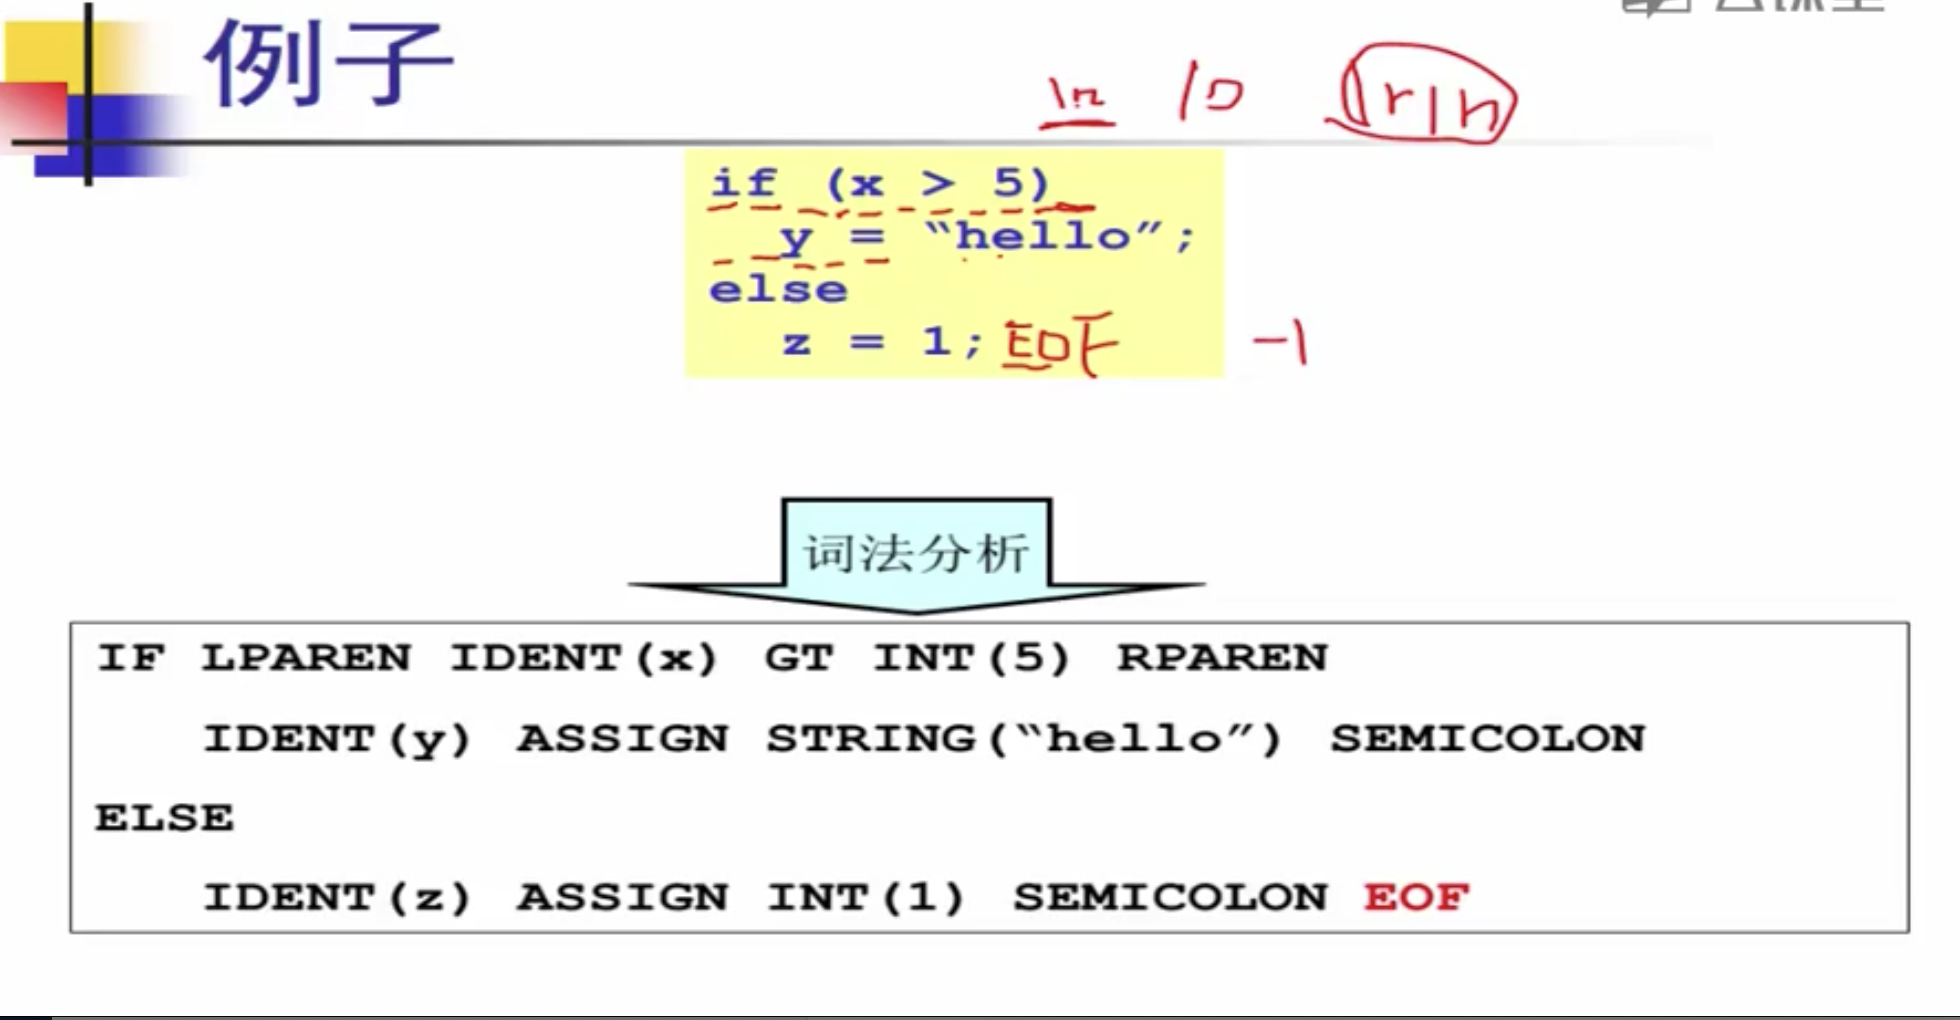 例子
\n 10 \r\n
if (x > 5)
y = “hello”;
else
z = 1; EOF -1
词法分析
IF LPAREN IDENT(x) GT INT(5) RPAREN
IDENT(y) ASSIGN STRING(“hello”) SEMICOLON
ELSE
IDENT(z) ASSIGN INT(1) SEMICOLON EOF